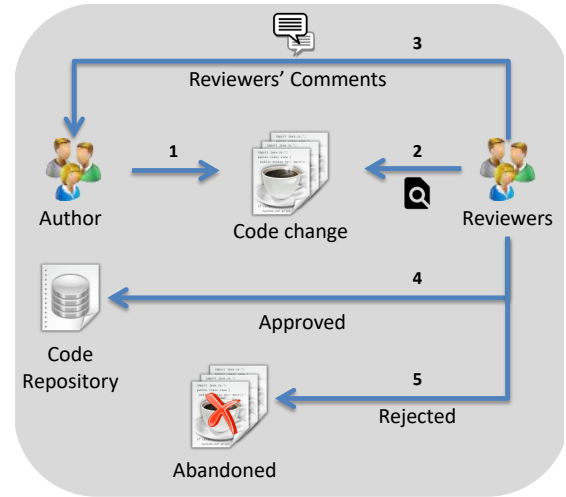 3
Reviewers’ Comments
1
2
Author
Code change
Reviewers
4
Approved
Code
Repository
5
Rejected
Abandoned